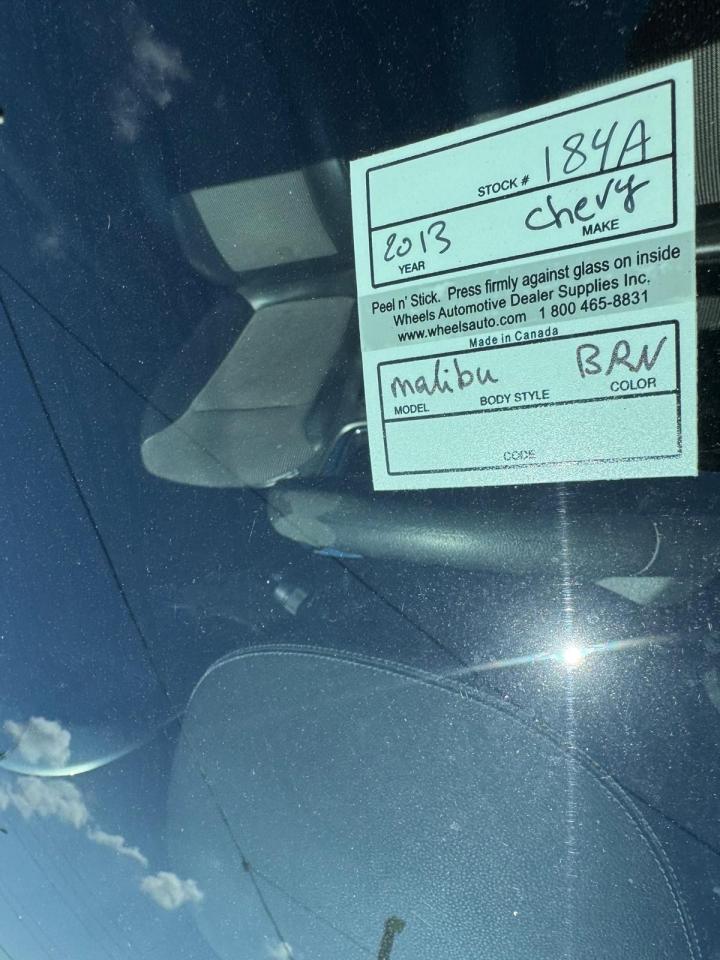 STOCK # 184A
2013 Chevy
YEAR MAKE
Peel n' Stick. Press firmly against glass on inside
Wheels Automotive Dealer Supplies Inc.
www.wheelsauto.com 1 800 465-8831
Made in Canada
malibu BRN
MODEL BODY STYLE COLOR
CODE